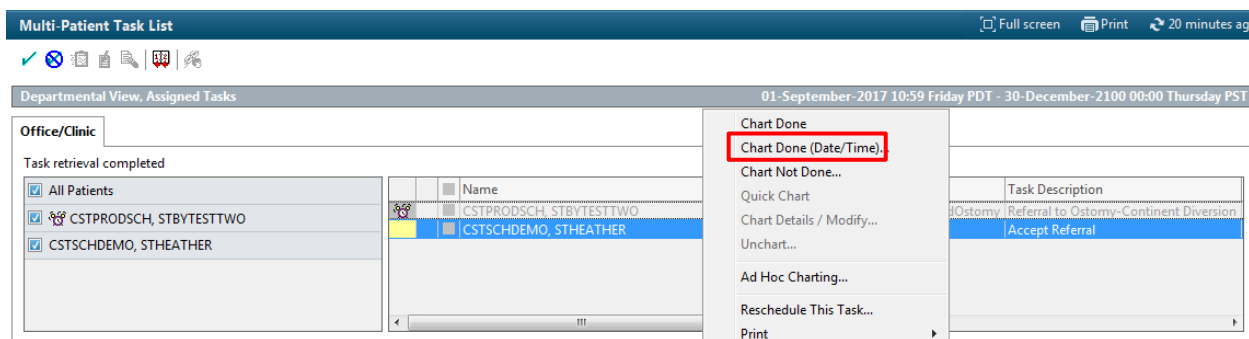 Multi-Patient Task List
Full screen Print 20 minutes ag
Departmental View, Assigned Tasks
01-September-2017 10:59 Friday PDT - 30-December-2100 00:00 Thursday PST
Office/Clinic
Task retrieval completed
All Patients
CSTPRODSCH, STBYTESTTWO
CSTSCHDEMO, STHEATHER
Name
Task Description
CSTPRODSCH, STBYTESTTWO
dOstomy Referral to Ostomy-Continent Diversion
CSTSCHDEMO, STHEATHER
Accept Referral
Chart Done
Chart Done (Date/Time)...
Chart Not Done...
Quick Chart
Chart Details / Modify...
Unchart...
Ad Hoc Charting...
Reschedule This Task...
Print